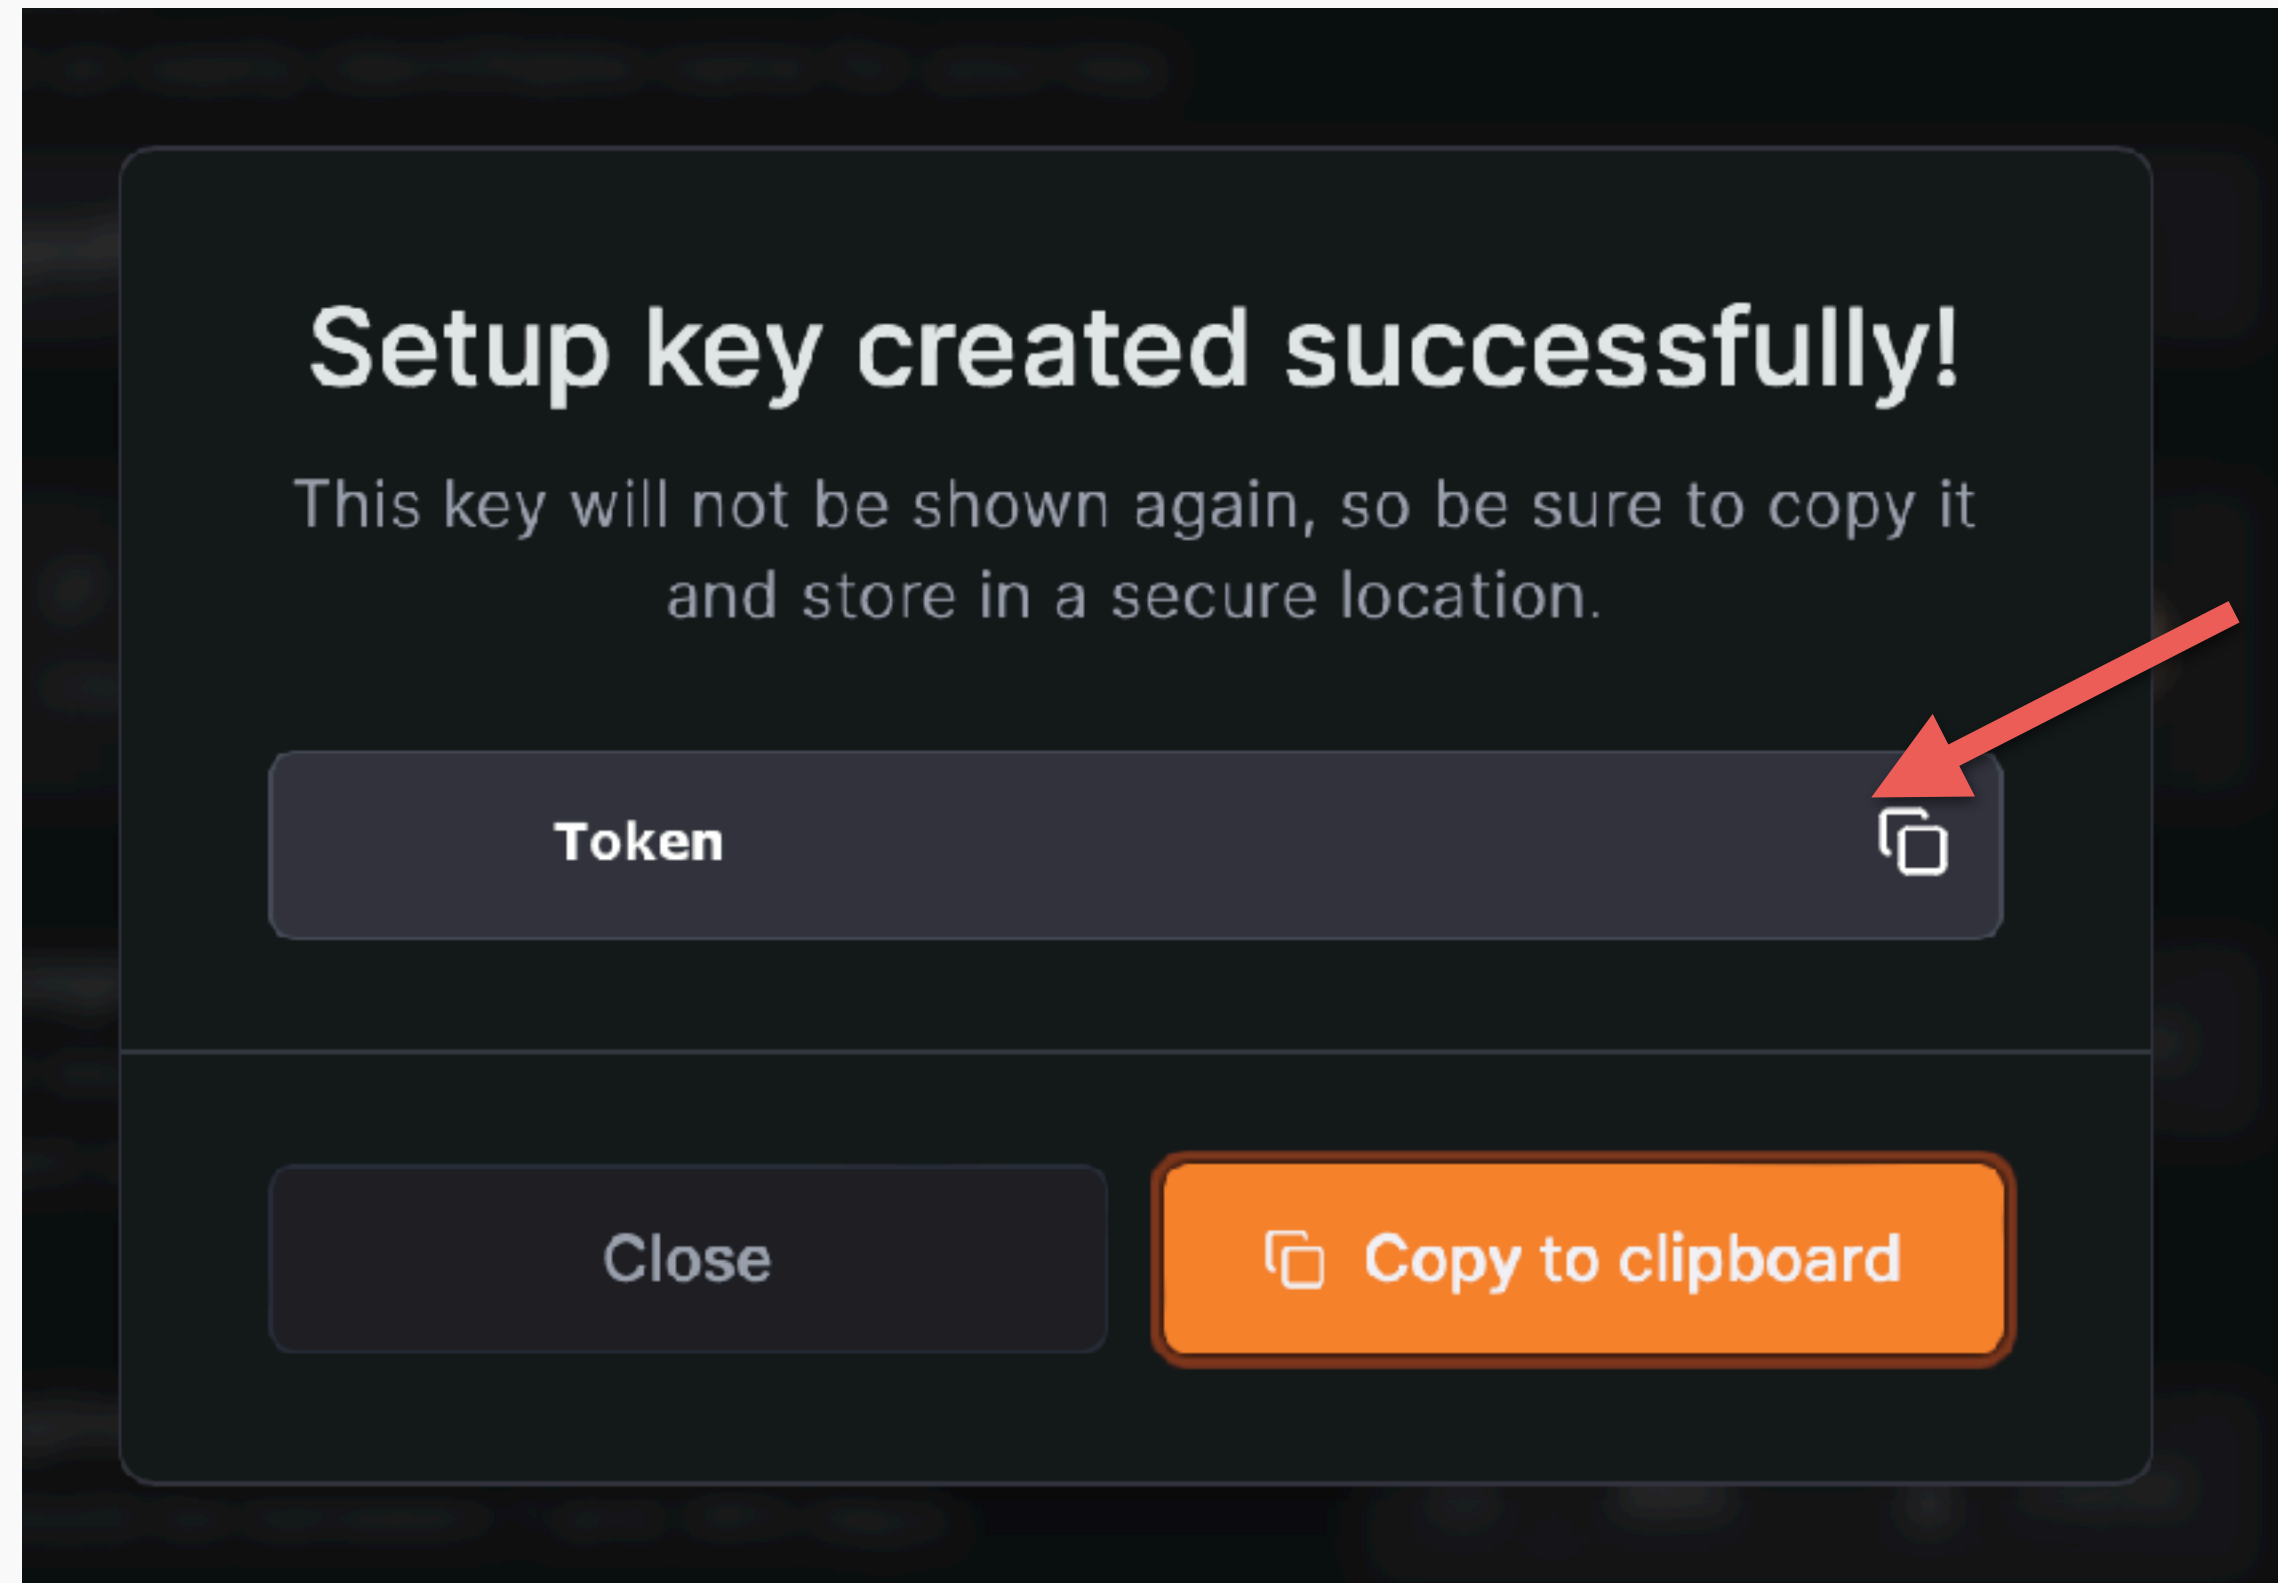 Setup key created successfully!
This key will not be shown again, so be sure to copy it
and store in a secure location.
Token
Close
Copy to clipboard